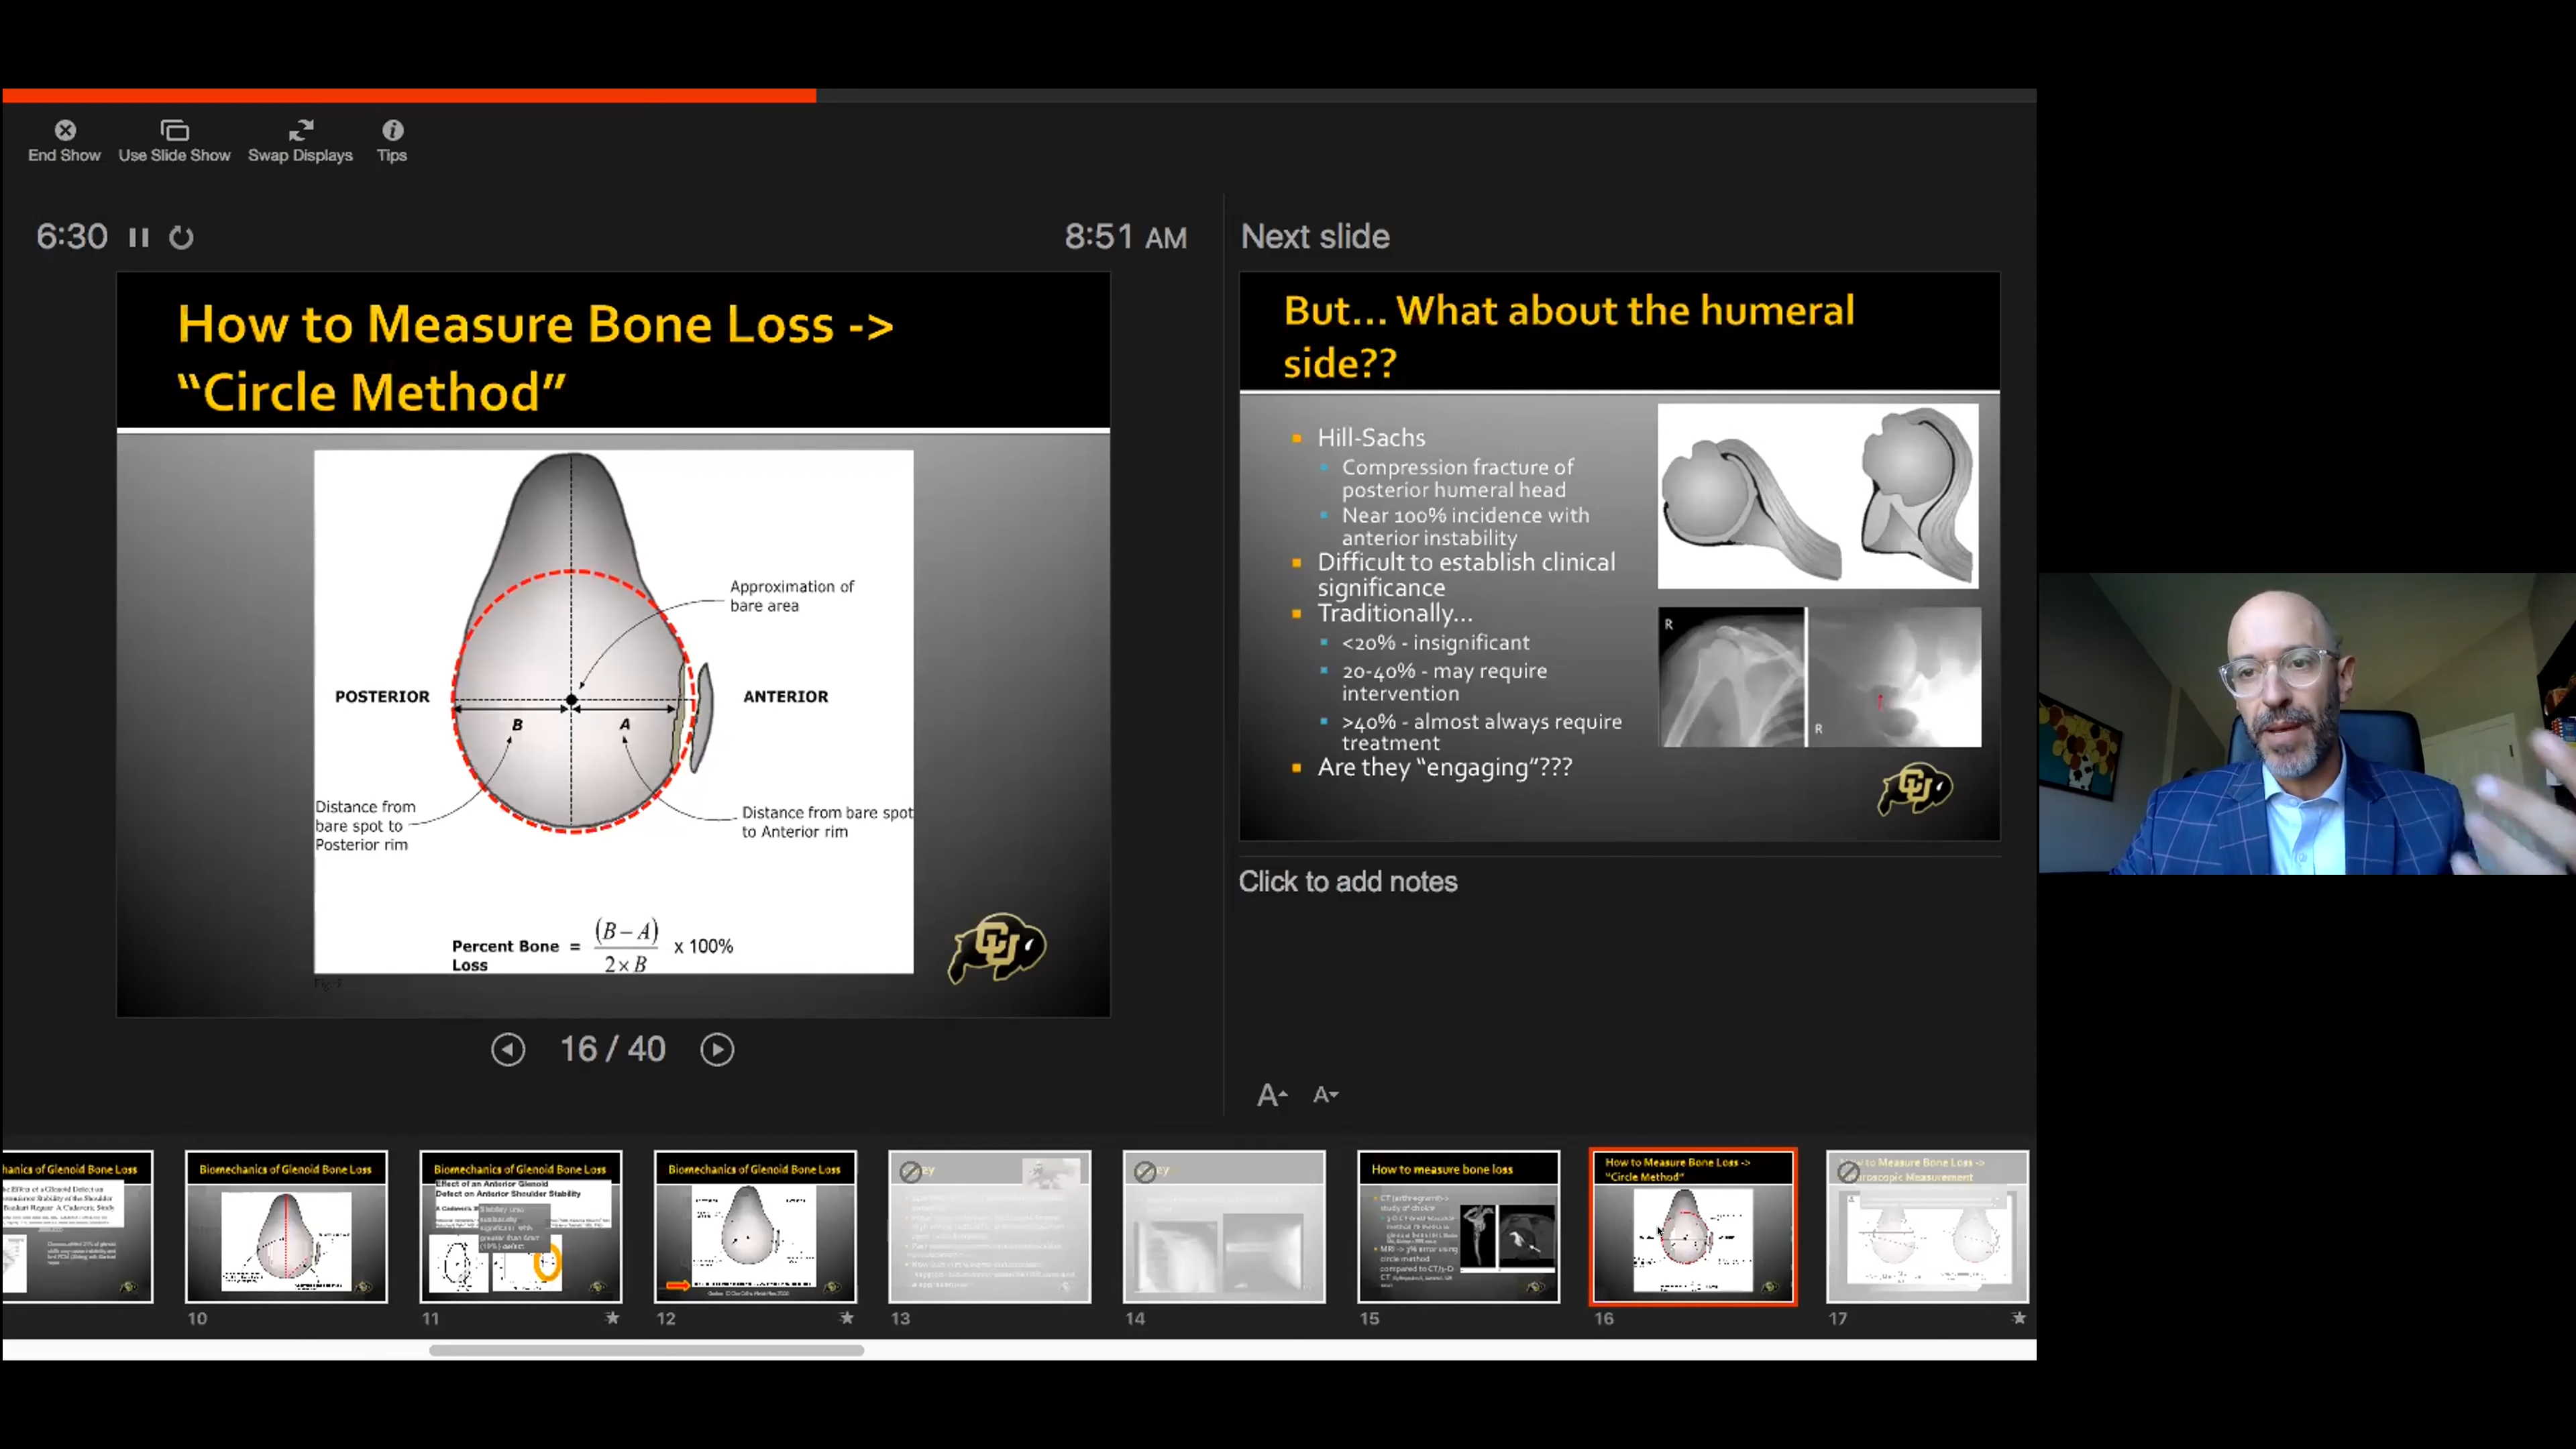 End Show
Use Slide Show
Swap Displays
Tips
6:30
8:51 AM
How to Measure Bone Loss ->
“Circle Method”
Approximation of
bare area
POSTERIOR
ANTERIOR
B
A
Distance from
bare spot to
Posterior rim
Distance from bare spot
to Anterior rim
Percent Bone Loss = (B – A) / 2 × B x 100%
CU
16 / 40
Next slide
But... What about the humeral
side??
Hill-Sachs
Compression fracture of
posterior humeral head
Near 100% incidence with
anterior instability
Difficult to establish clinical
significance
Traditionally...
<20% - insignificant
20-40% - may require
intervention
>40% - almost always require
treatment
Are they “engaging”???
R
R
CU
Click to add notes
A
A
hanics of Glenoid Bone Loss
Biomechanics of Glenoid Bone Loss
10
Biomechanics of Glenoid Bone Loss
Effect of an Anterior Glenoid
Defect on Anterior Shoulder Stability
11
Biomechanics of Glenoid Bone Loss
12
13
14
How to measure bone loss
15
How to Measure Bone Loss ->
“Circle Method”
16
to Measure Bone Loss ->
roscopic Measurement
17